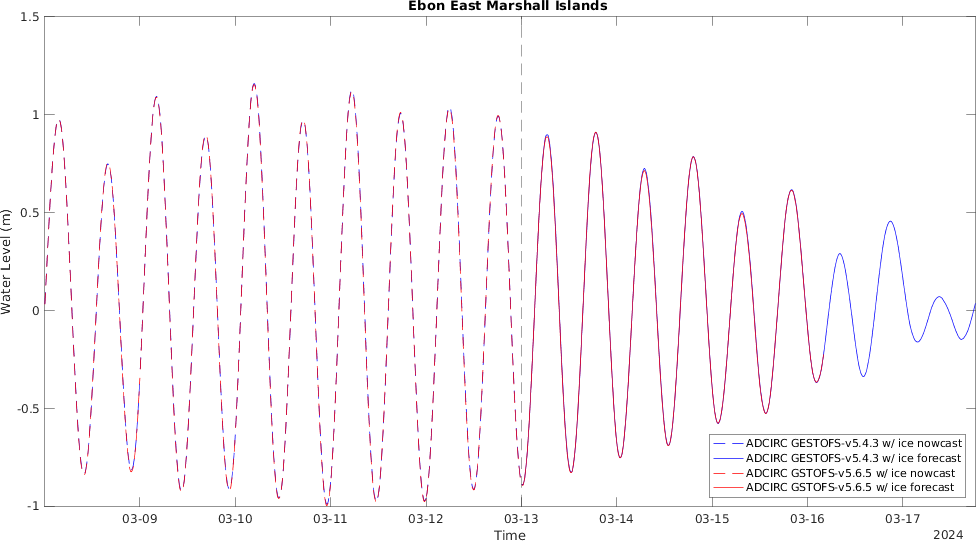 Ebon East Marshall Islands
1.5
1
0.5
0
-0.5
-1
Water Level (m)
03-09 03-10 03-11 03-12 03-13 03-14 03-15 03-16 03-17
Time
2024
ADCIRC GESTOFS-v5.4.3 w/ ice nowcast
ADCIRC GESTOFS-v5.4.3 w/ ice forecast
ADCIRC GSTOFS-v5.6.5 w/ ice nowcast
ADCIRC GSTOFS-v5.6.5 w/ ice forecast